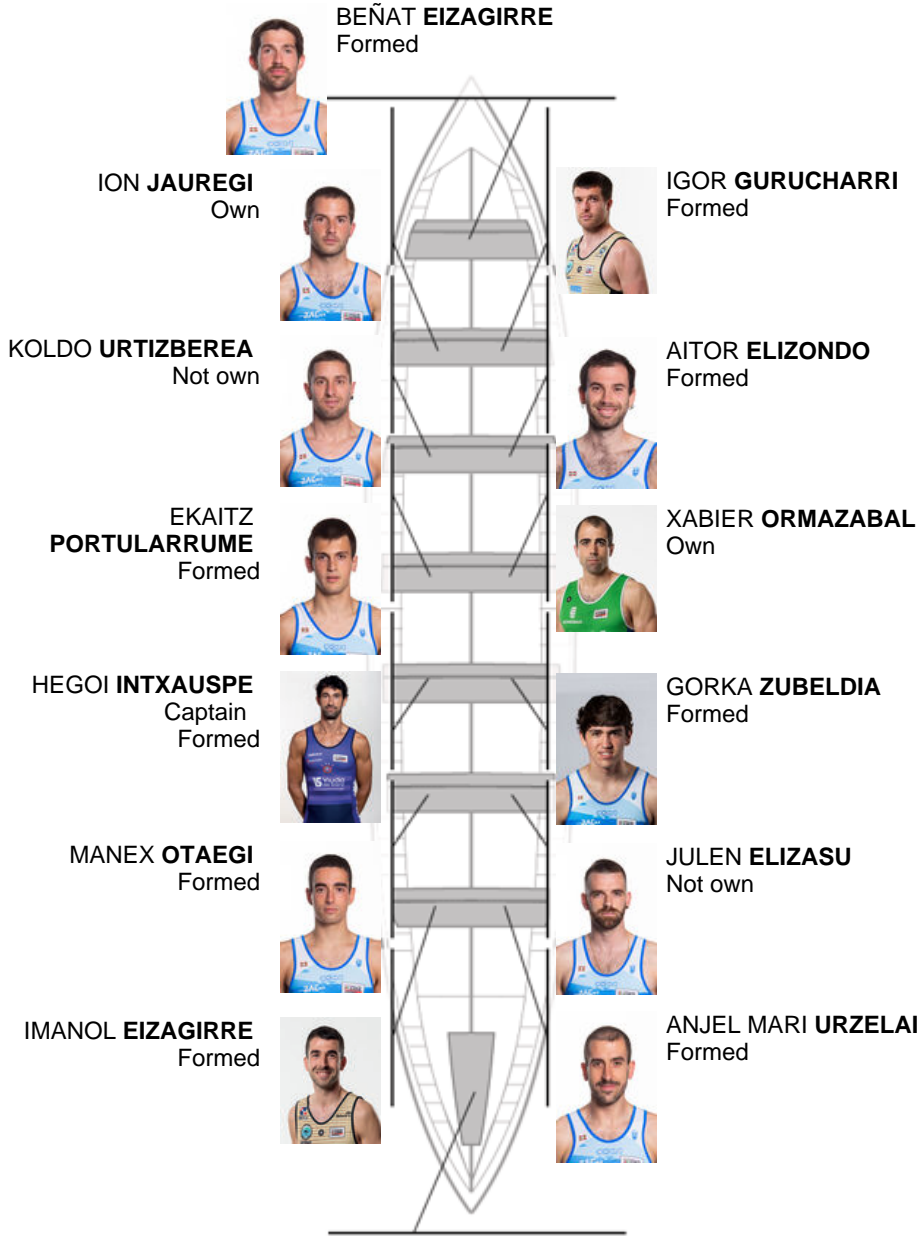 BEÑAT EIZAGIRRE
Formed
ION JAUREGI
Own
IGOR GURUCHARRI
Formed
KOLDO URTIZBEREA
Not own
AITOR ELIZONDO
Formed
EKAITZ
PORTULARRUME
Formed
XABIER ORMAZABAL
Own
HEGOI INTXAUSPE
Captain
Formed
GORKA ZUBELDIA
Formed
MANEX OTAEGI
Formed
JULEN ELIZASU
Not own
IMANOL EIZAGIRRE
Formed
ANJEL MARI URZELAI
Formed